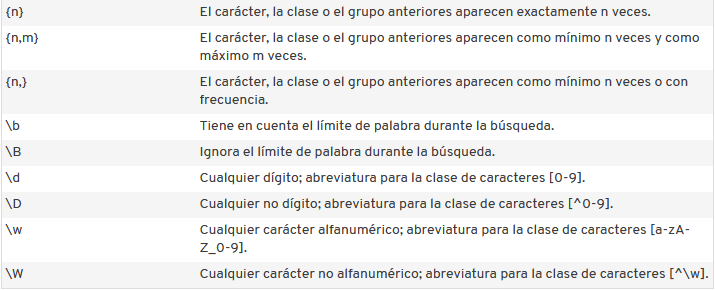 {n} El carácter, la clase o el grupo anteriores aparecen exactamente n veces.
{n,m} El carácter, la clase o el grupo anteriores aparecen como mínimo n veces y como
máximo m veces.
{n,} El carácter, la clase o el grupo anteriores aparecen como mínimo n veces o con
frecuencia.
\b Tiene en cuenta el límite de palabra durante la búsqueda.
\B Ignora el límite de palabra durante la búsqueda.
\d Cualquier dígito; abreviatura para la clase de caracteres [0-9].
\D Cualquier no dígito; abreviatura para la clase de caracteres [^0-9].
\w Cualquier carácter alfanumérico; abreviatura para la clase de caracteres [a-zA-
Z_0-9].
\W Cualquier carácter no alfanumérico; abreviatura para la clase de caracteres [^\w].